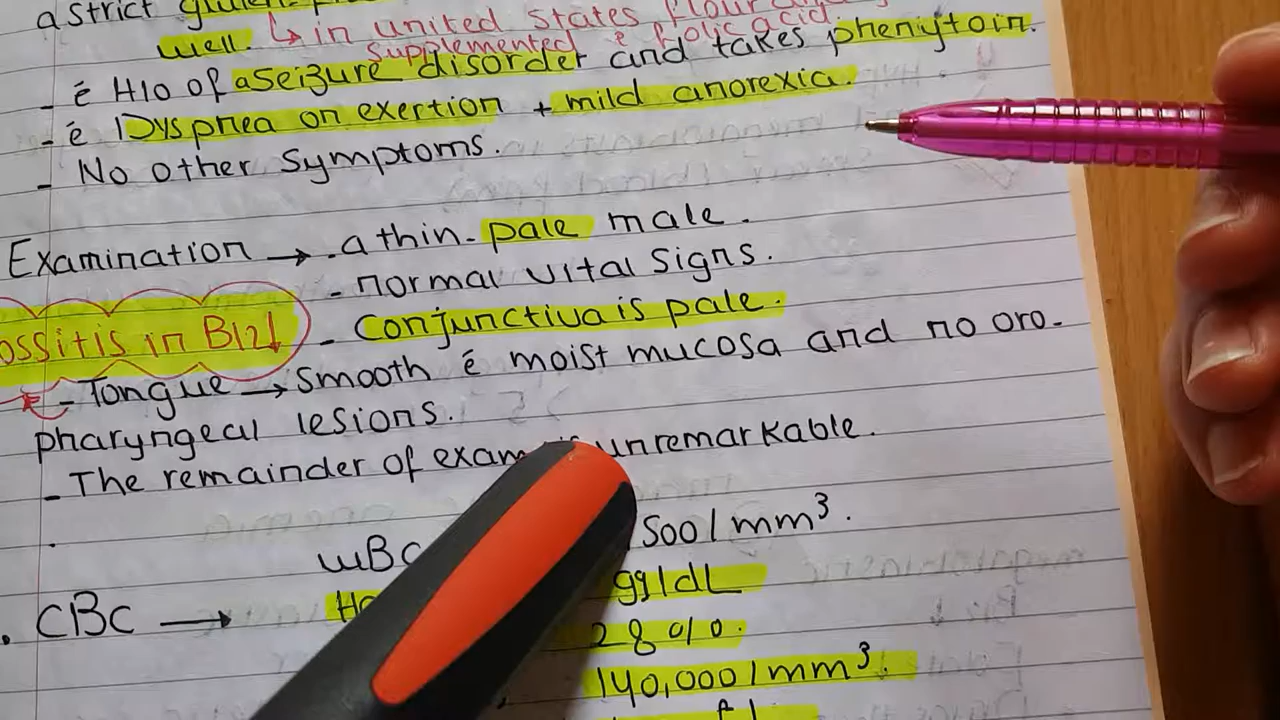 a strict gluten
well. ↳ in united states flour
supplemented ē folic acid.
- ē H/o of a seizure disorder and takes phenytoin.
- ē Dyspnea on exertion + mild anorexia.
- No other symptoms.
Examination → . a thin - pale male .
- normal vital signs .
ossitis in B12↓ - Conjunctiva is pale .
- Tongue → Smooth ē moist mucosa and no oro-
pharyngeal lesions .
- The remainder of exam is unremarkable .
WBC 500/mm³ .
. CBC → 9g/dL
28% .
140,000/mm³ .